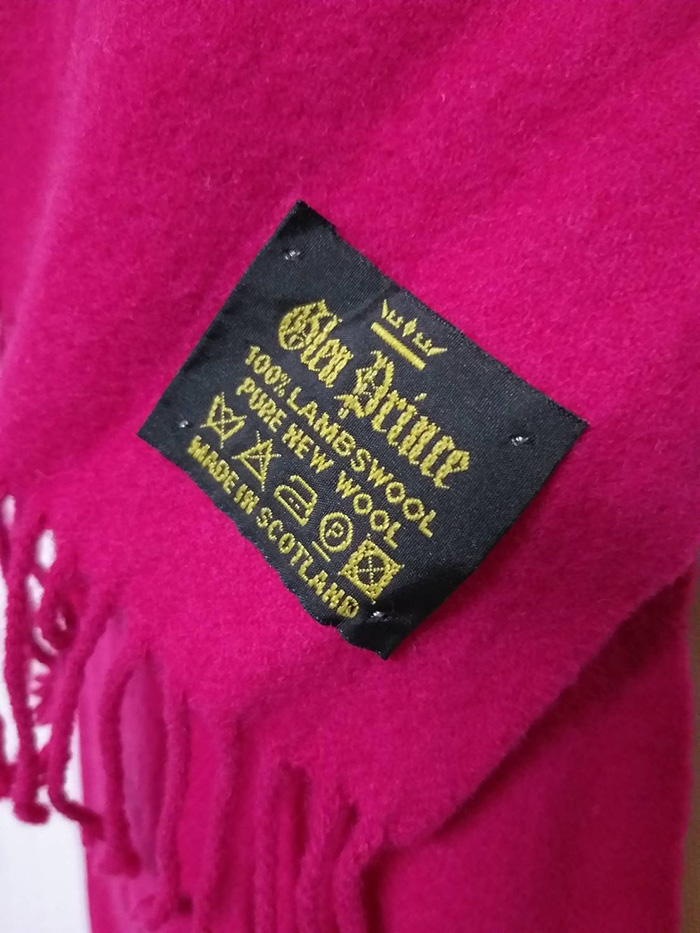 Glen Prince
100% LAMBSWOOL
PURE NEW WOOL
P
MADE IN SCOTLAND